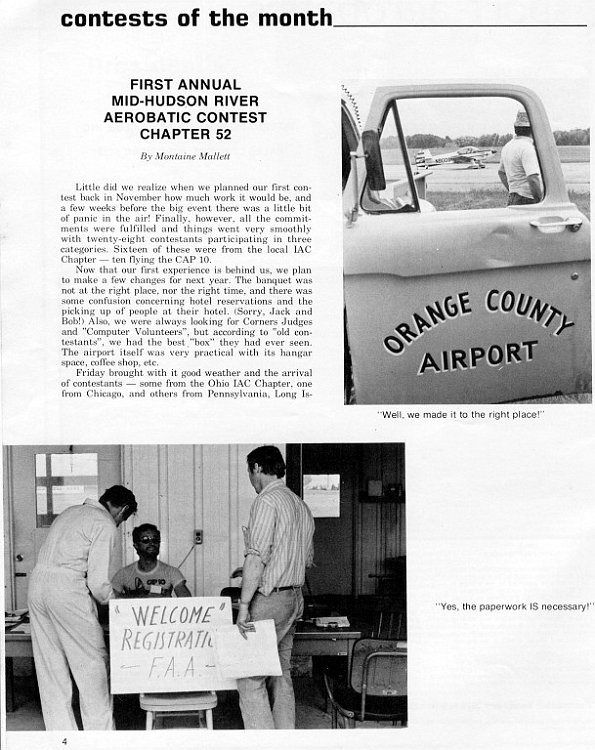 contests of the month
FIRST ANNUAL
MID-HUDSON RIVER
AEROBATIC CONTEST
CHAPTER 52
By Montaine Mallett
Little did we realize when we planned our first con-
test back in November how much work it would be, and
a few weeks before the big event there was a little bit
of panic in the air! Finally, however, all the commit-
ments were fulfilled and things went very smoothly
with twenty-eight contestants participating in three
categories. Sixteen of these were from the local IAC
Chapter — ten flying the CAP 10.
Now that our first experience is behind us, we plan
to make a few changes for next year. The banquet was
not at the right place, nor the right time, and there was
some confusion concerning hotel reservations and the
picking up of people at their hotel. (Sorry, Jack and
Bob!) Also, we were always looking for Corners Judges
and "Computer Volunteers", but according to "old con-
testants", we had the best "box" they had ever seen.
The airport itself was very practical with its hangar
space, coffee shop, etc.
Friday brought with it good weather and the arrival
of contestants — some from the Ohio IAC Chapter, one
from Chicago, and others from Pennsylvania, Long Is-
ORANGE COUNTY
AIRPORT
"Well, we made it to the right place!"
CAP 10
"WELCOME"
REGISTRATI
- F.A.A. -
"Yes, the paperwork IS necessary!"
4